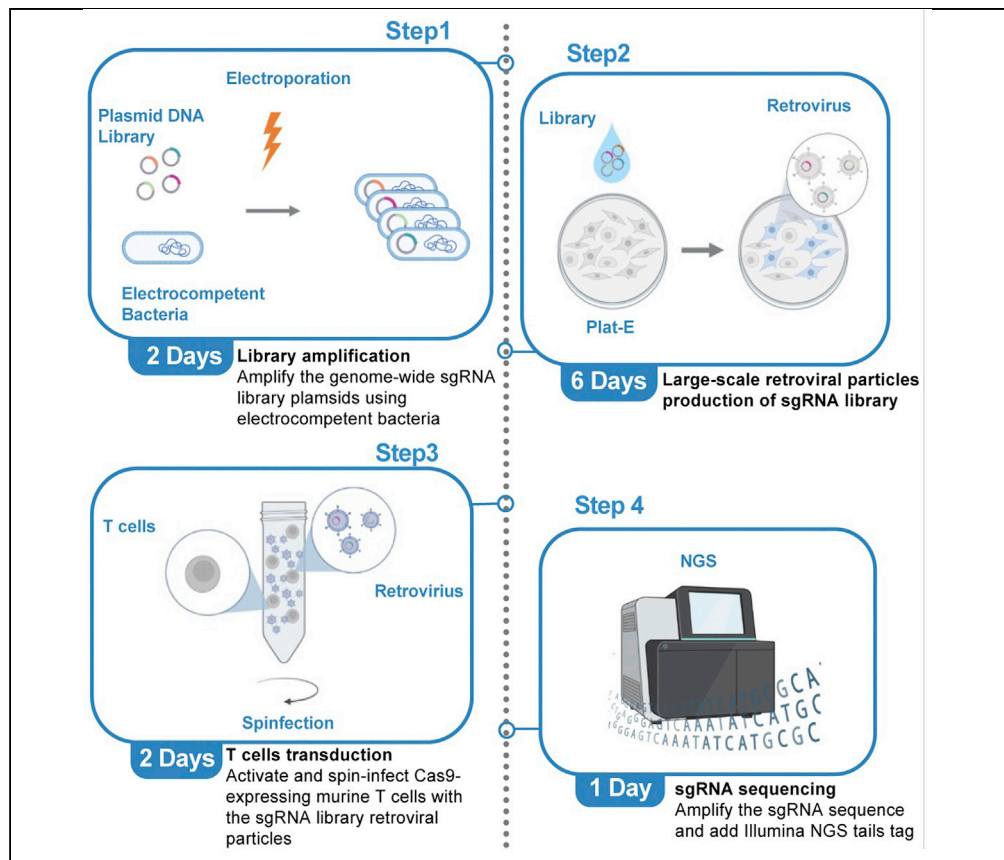 Step1
Electroporation
Plasmid DNA
Library
Electrocompetent
Bacteria
2 Days
Library amplification
Amplify the genome-wide sgRNA
library plamsids using
electrocompetent bacteria
Step2
Library
Retrovirus
Plat-E
6 Days
Large-scale retroviral particles
production of sgRNA library
Step3
T cells
Retrovirius
Spinfection
2 Days
T cells transduction
Activate and spin-infect Cas9-
expressing murine T cells with
the sgRNA library retroviral
particles
Step 4
NGS
GGGAGTCAAATATCATGCGC
1 Day
sgRNA sequencing
Amplify the sgRNA sequence
and add Illumina NGS tails tag